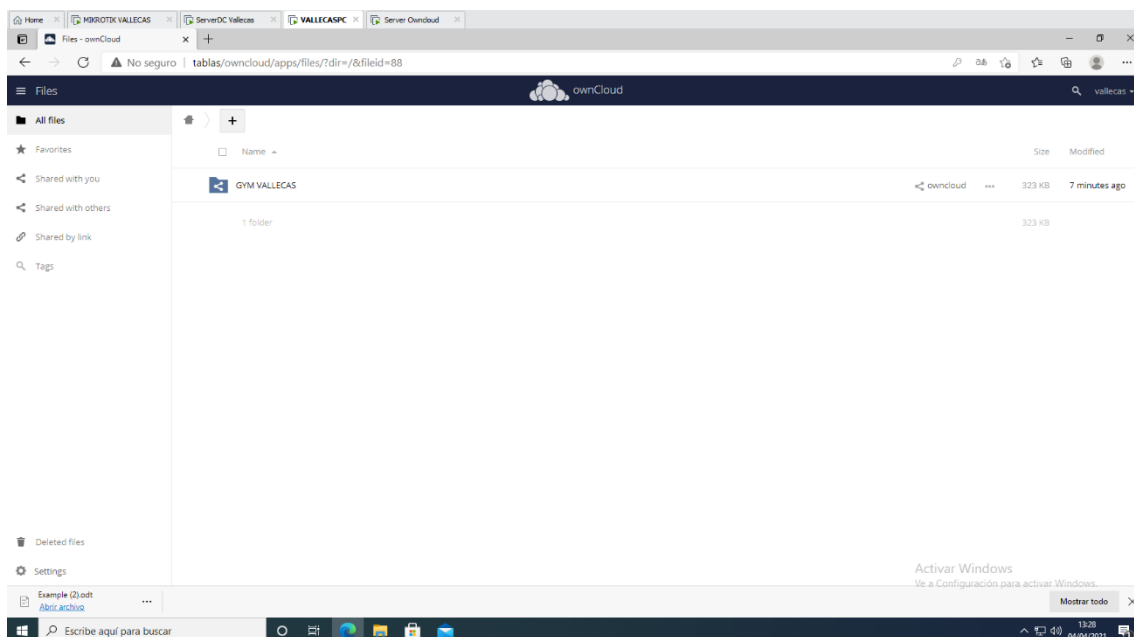 Home MIKROTIK VALLECAS ServerDC Vallecas VALLECASPC Server Owndoud
Files - ownCloud
No seguro tablas/owncloud/apps/files/?dir=/&fileid=88
Files ownCloud vallecas
All files
Favorites
Name Size Modified
Shared with you
GYM VALLECAS owncloud 323 KB 7 minutes ago
Shared with others
1 folder 323 KB
Shared by link
Tags
Deleted files
Settings
Activar Windows
Ve a Configuración para activar Windows.
Example (2).odt
Abrir archivo
Mostrar todo
Escribe aquí para buscar
13:28
04/04/2021